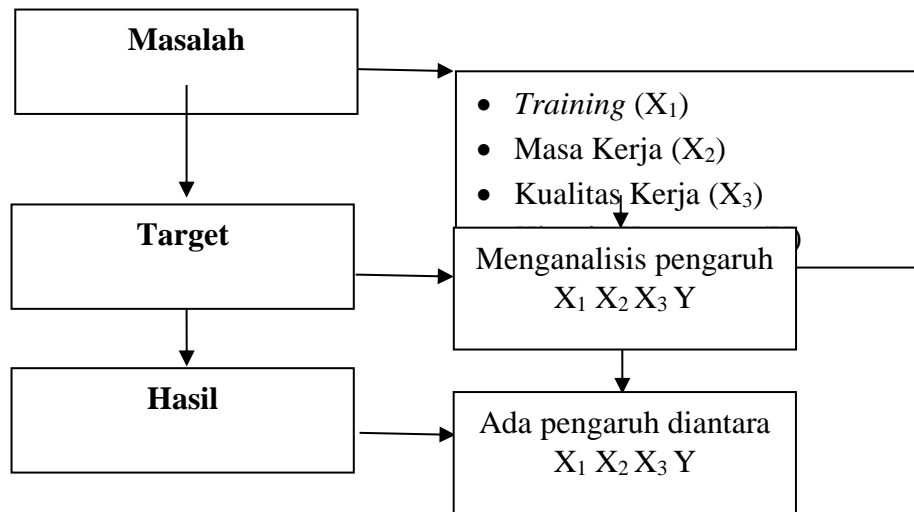 Masalah
• Training (X₁)
• Masa Kerja (X₂)
• Kualitas Kerja (X₃)
Target
Menganalisis pengaruh
X₁ X₂ X₃ Y
Hasil
Ada pengaruh diantara
X₁ X₂ X₃ Y